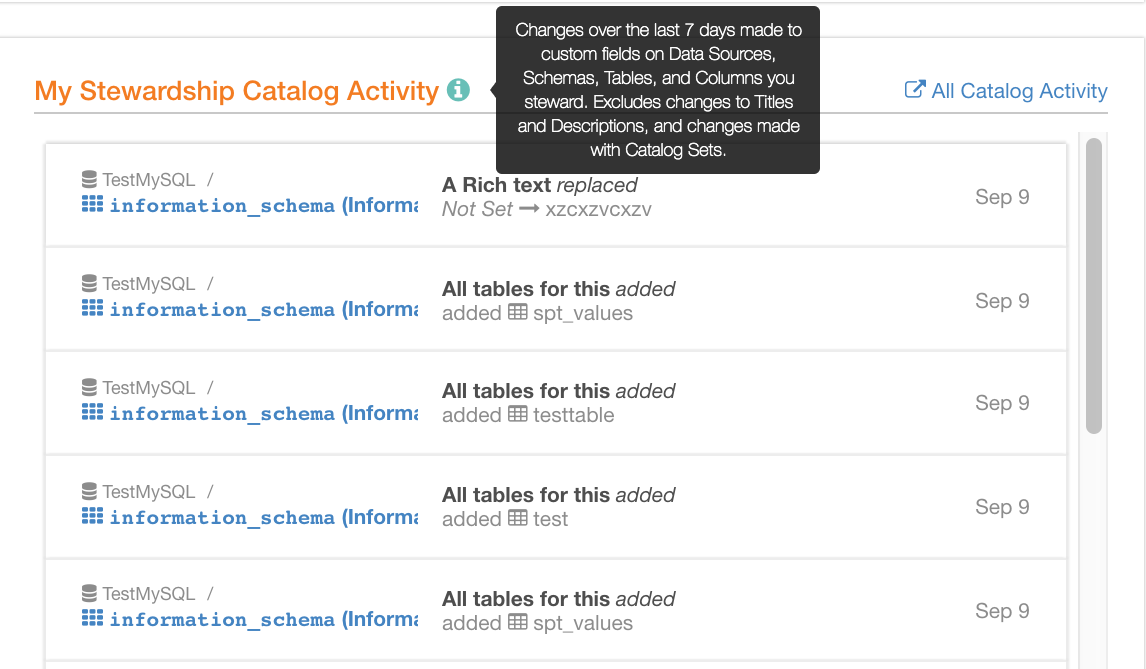 Changes over the last 7 days made to
custom fields on Data Sources,
Schemas, Tables, and Columns you
steward. Excludes changes to Titles
and Descriptions, and changes made
with Catalog Sets.
My Stewardship Catalog Activity
All Catalog Activity
TestMySQL /
information_schema (Informa
A Rich text replaced
Not Set → xzcxzvcxzv
Sep 9
TestMySQL /
information_schema (Informa
All tables for this added
added spt_values
Sep 9
TestMySQL /
information_schema (Informa
All tables for this added
added testtable
Sep 9
TestMySQL /
information_schema (Informa
All tables for this added
added test
Sep 9
TestMySQL /
information_schema (Informa
All tables for this added
added spt_values
Sep 9